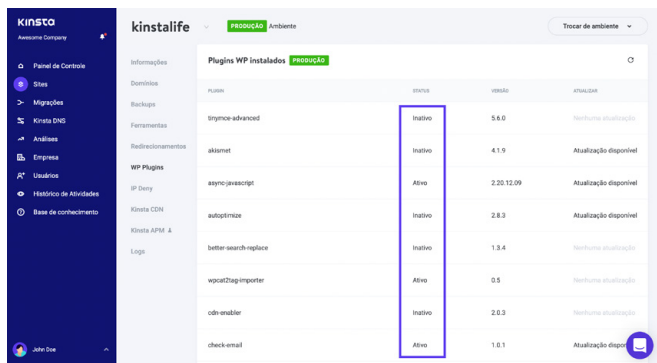 KINSTA
Awesome Company
Painel de Controle
Sites
Migrações
Kinsta DNS
Análises
Empresa
Usuários
Histórico de Atividades
Base de conhecimento
John Doe
kinstalife
PRODUÇÃO Ambiente
Trocar de ambiente
Informações
Domínios
Backups
Ferramentas
Redirecionamentos
WP Plugins
IP Deny
Kinsta CDN
Kinsta APM
Logs
Plugins WP instalados PRODUÇÃO
PLUGIN STATUS VERSÃO ATUALIZAR
tinymce-advanced Inativo 5.6.0 Nenhuma atualização
akismet Inativo 4.1.9 Atualização disponível
async-javascript Ativo 2.20.12.09 Atualização disponível
autoptimize Inativo 2.8.3 Atualização disponível
better-search-replace Inativo 1.3.4 Nenhuma atualização
wpcat2tag-importer Ativo 0.5 Nenhuma atualização
cdn-enabler Inativo 2.0.3 Nenhuma atualização
check-email Ativo 1.0.1 Atualização